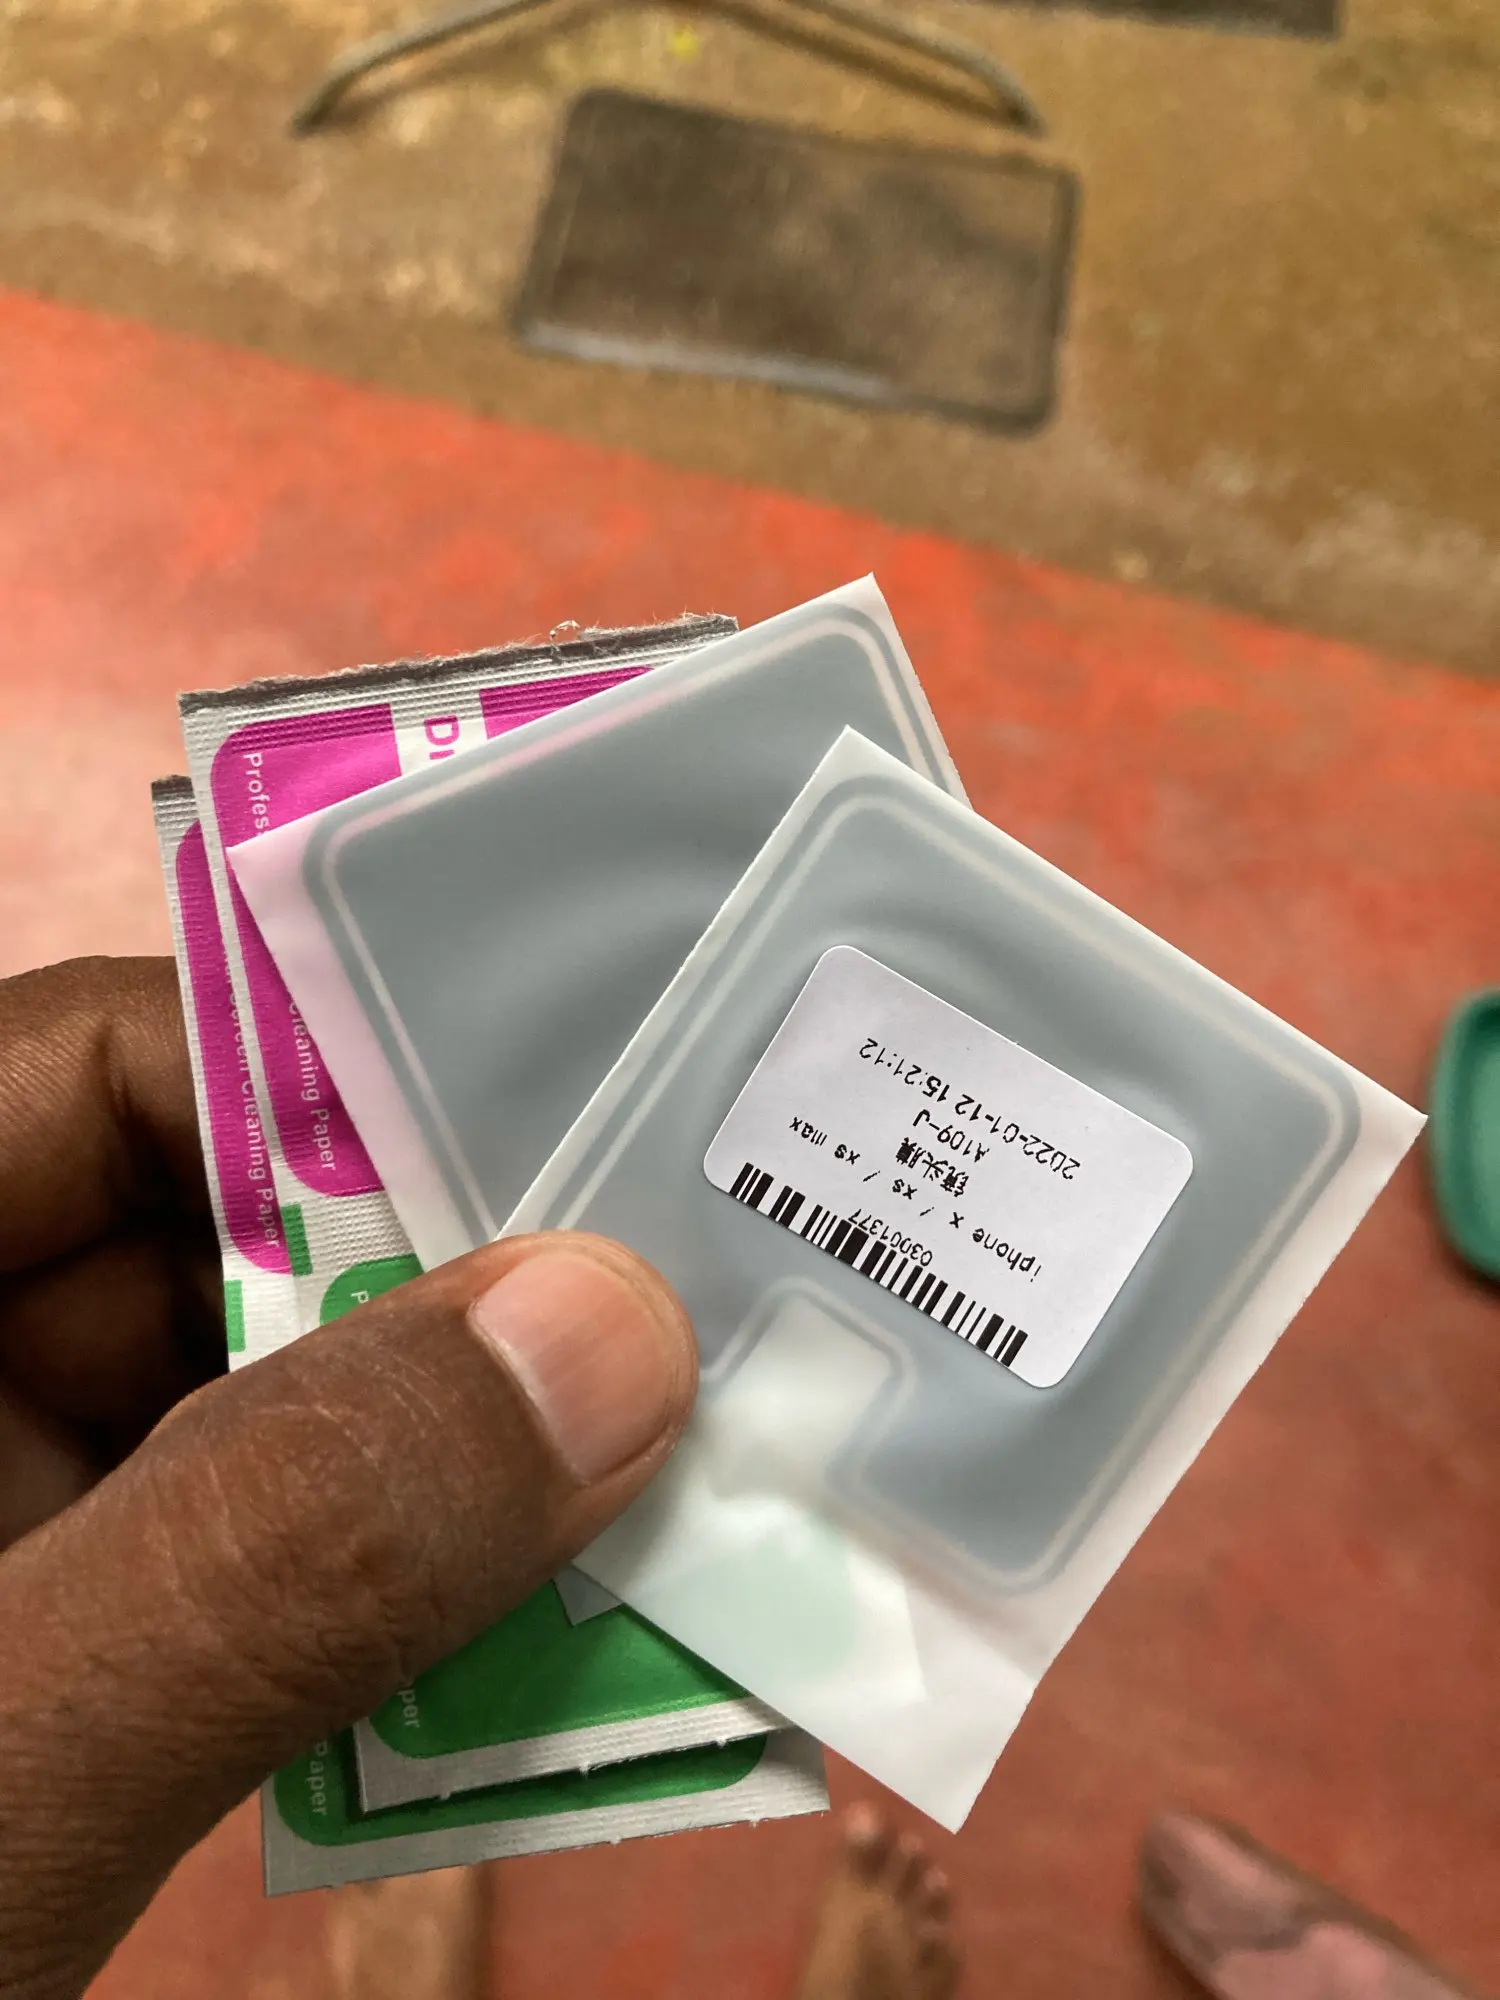 2022-01-12 15:21:12
A109-J
镜头膜
iphone x / xs / xs max
03001377
Profes
Cleaning Paper
Screen Cleaning Paper
P
aper
Paper